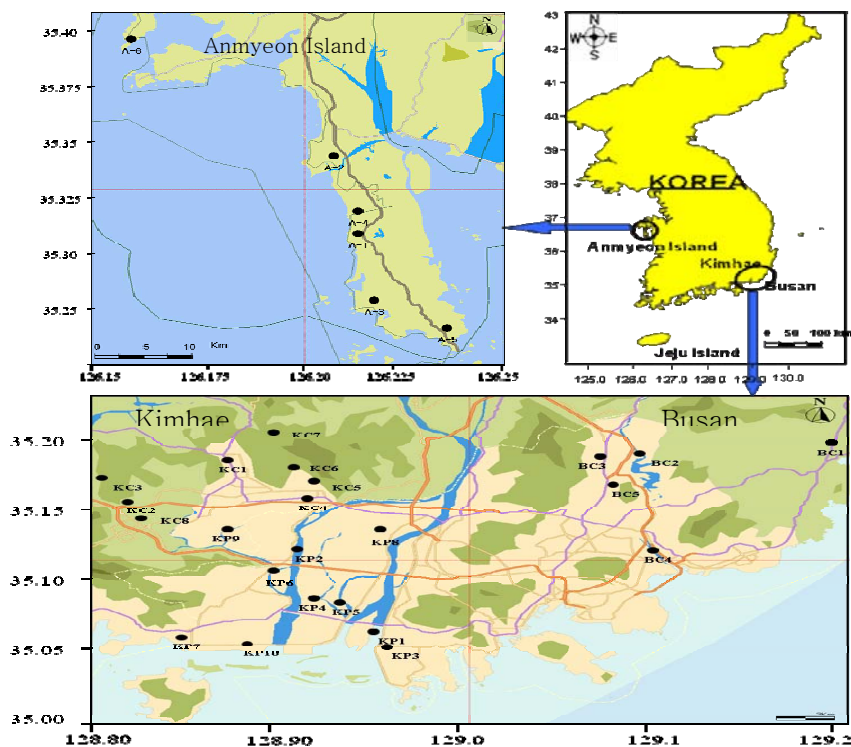 Anmyeon Island
N
35.40
35.375
35.35
35.325
35.30
35.25
A-6
A-2
A-4
A-1
A-3
A-5
0 5 10 Km
126.15 126.175 126.20 126.225 126.25
N
W E
S
43
42
41
40
39
38
37
36
35
34
KOREA
Anmyeon Island
Kimhae
Busan
Jeju Island
0 50 100 km
125.0 126.0 127.0 128.0 129.0 130.0
Kimhae
Busan
N
35.20
35.15
35.10
35.05
35.00
KC7
KC1
KC6
KC3
KC5
KC2
KC4
KC8
KP9
KP8
KP2
KP6
KP4
KP5
KP7
KP10
KP1
KP3
BC1
BC3
BC2
BC5
BC4
128.80 128.90 129.0 129.1 129.2